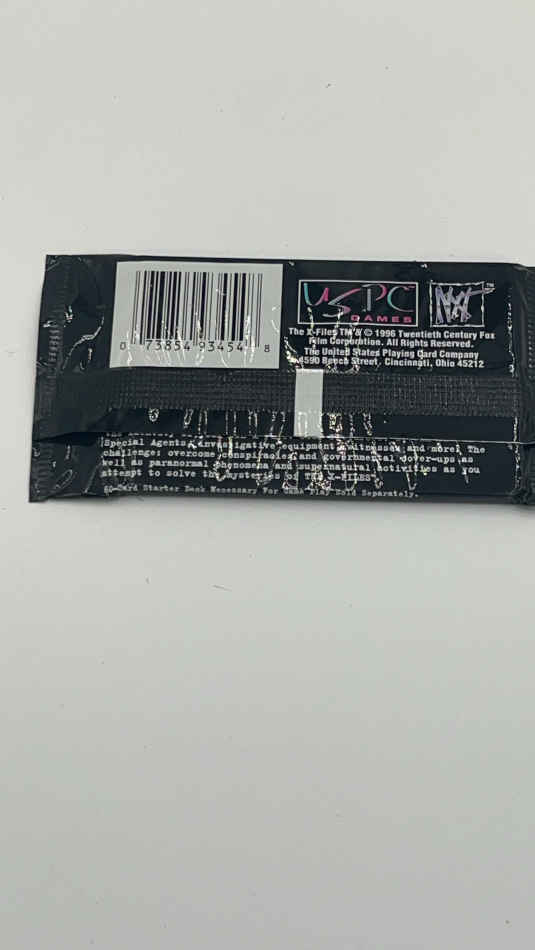 0 73854 93454 8
USPC
GAMES
NXT™
The X-Files TM & © 1996 Twentieth Century Fox
Film Corporation. All Rights Reserved.
The United States Playing Card Company
4590 Beech Street, Cincinnati, Ohio 45212
Special Agents, investigative equipment, witnesses and more! The
challenge: overcome conspiracies and governmental cover-ups as
well as paranormal phenomena and supernatural activities as you
attempt to solve the mysteries of THE X-FILES
60-Card Starter Deck Necessary For Game Play Sold Separately.